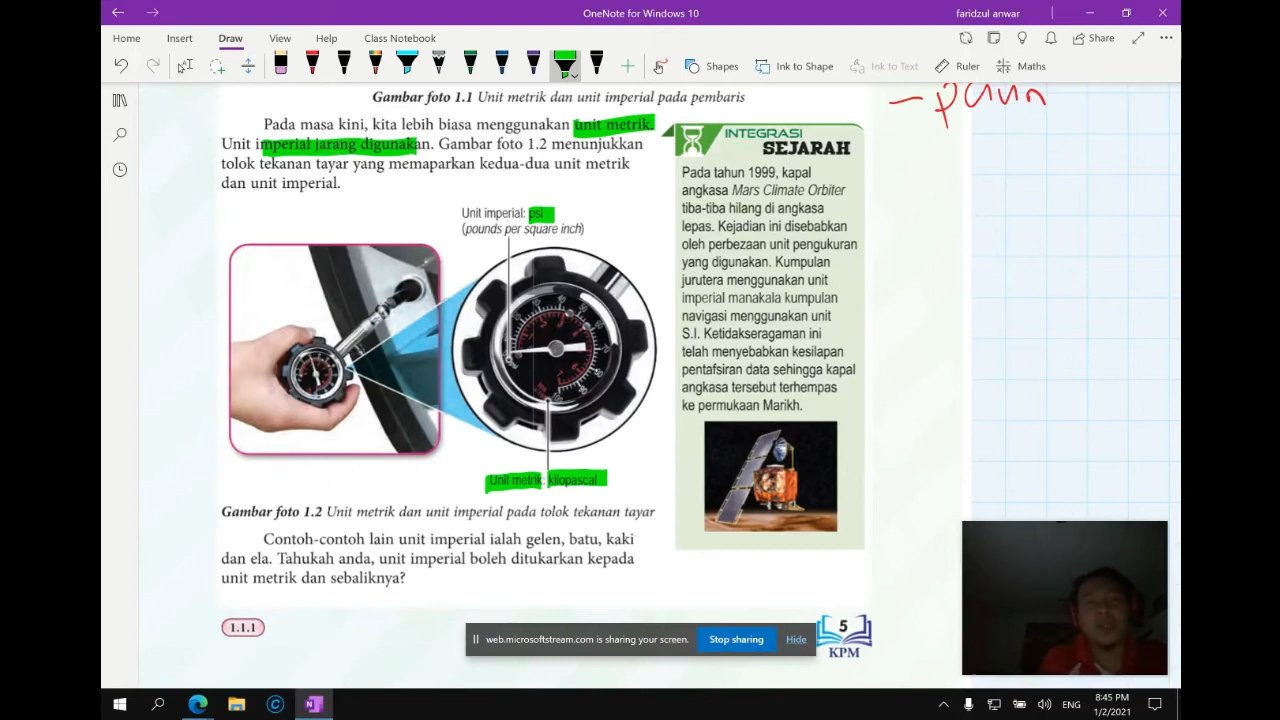 OneNote for Windows 10
faridzul anwar
Home Insert Draw View Help Class Notebook
Share
Shapes
Ink to Shape
Ink to Text
Ruler
Maths
Gambar foto 1.1 Unit metrik dan unit imperial pada pembaris
Pada masa kini, kita lebih biasa menggunakan unit metrik.
Unit imperial jarang digunakan. Gambar foto 1.2 menunjukkan
tolok tekanan tayar yang memaparkan kedua-dua unit metrik
dan unit imperial.
Unit imperial: psi
(pounds per square inch)
Unit metrik: kilopascal
Gambar foto 1.2 Unit metrik dan unit imperial pada tolok tekanan tayar
Contoh-contoh lain unit imperial ialah gelen, batu, kaki
dan ela. Tahukah anda, unit imperial boleh ditukarkan kepada
unit metrik dan sebaliknya?
1.1.1
INTEGRASI
SEJARAH
Pada tahun 1999, kapal
angkasa Mars Climate Orbiter
tiba-tiba hilang di angkasa
lepas. Kejadian ini disebabkan
oleh perbezaan unit pengukuran
yang digunakan. Kumpulan
jurutera menggunakan unit
imperial manakala kumpulan
navigasi menggunakan unit
S.I. Ketidakseragaman ini
telah menyebabkan kesilapan
pentafsiran data sehingga kapal
angkasa tersebut terhempas
ke permukaan Marikh.
5
KPM
web.microsoftstream.com is sharing your screen.
Stop sharing
Hide
ENG
8:45 PM
1/2/2021